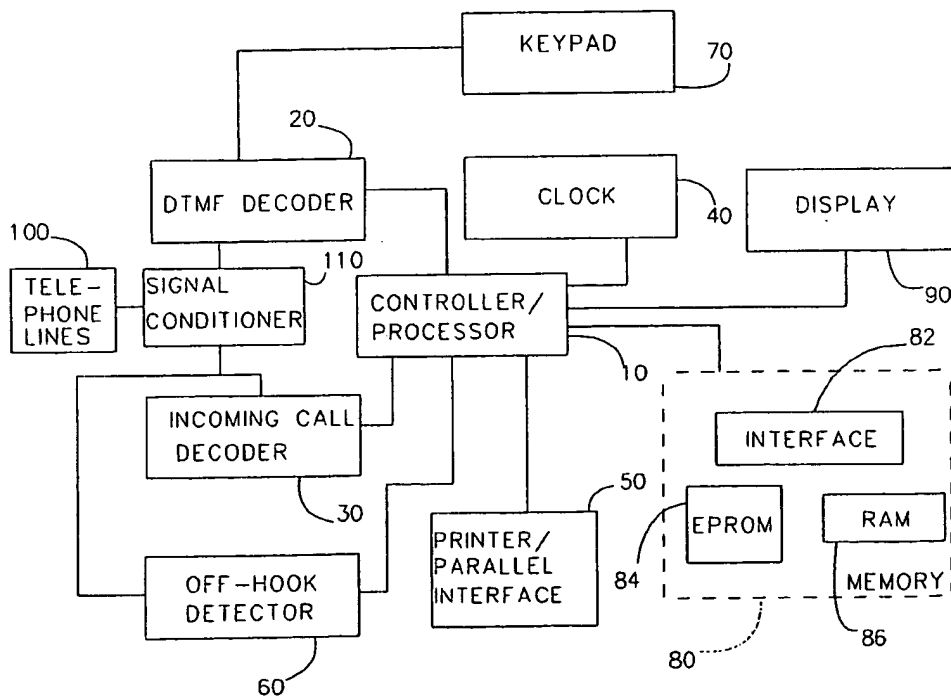 KEYPAD
70
20
DTMF DECODER
CLOCK
40
DISPLAY
90
100
TELE-
PHONE
LINES
110
SIGNAL
CONDITIONER
CONTROLLER/
PROCESSOR
10
82
INTERFACE
INCOMING CALL
DECODER
30
50
PRINTER/
PARALLEL
INTERFACE
84
EPROM
RAM
MEMORY
86
80
OFF-HOOK
DETECTOR
60